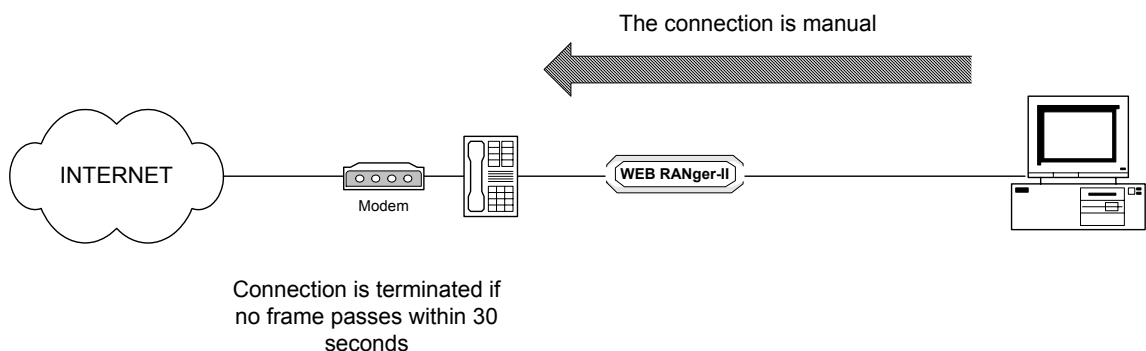 The connection is manual
INTERNET
Modem
WEB RANger-II
Connection is terminated if
no frame passes within 30
seconds